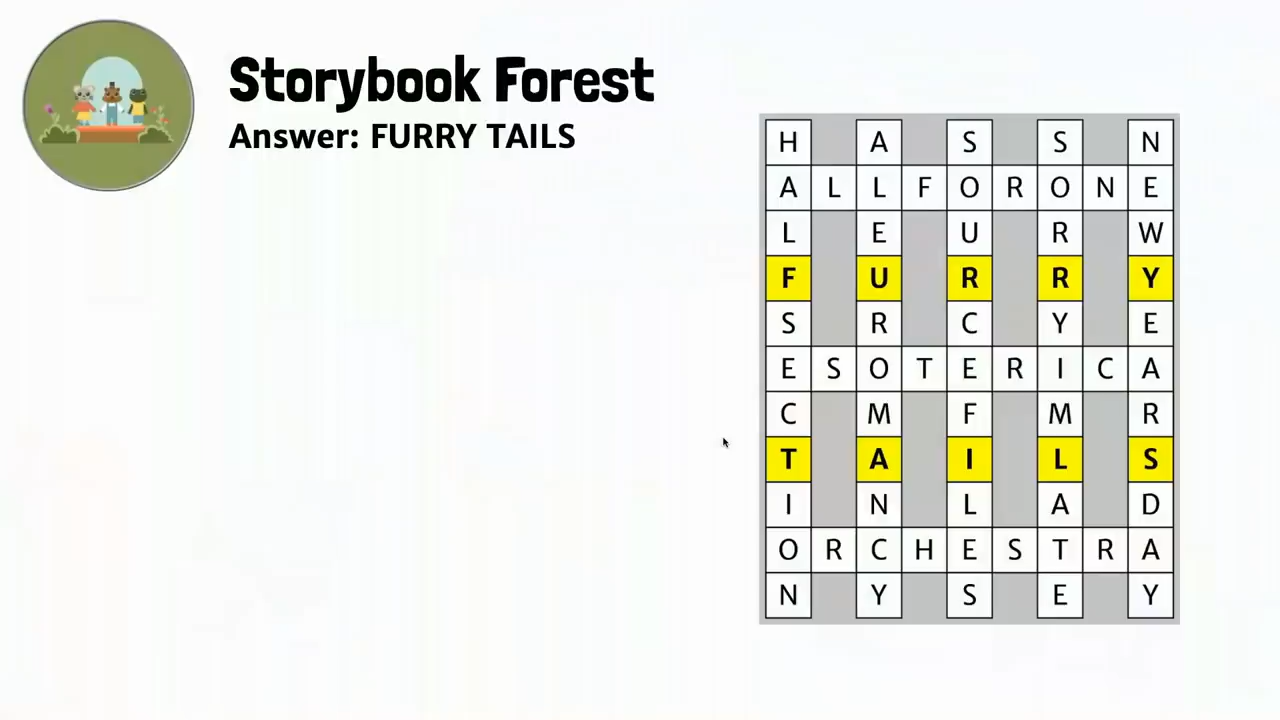 Storybook Forest
Answer: FURRY TAILS
H A S S N
A L L F O R O N E
L E U R W
F U R R Y
S R C Y E
E S O T E R I C A
C M F M R
T A I L S
I N L A D
O R C H E S T R A
N Y S E Y